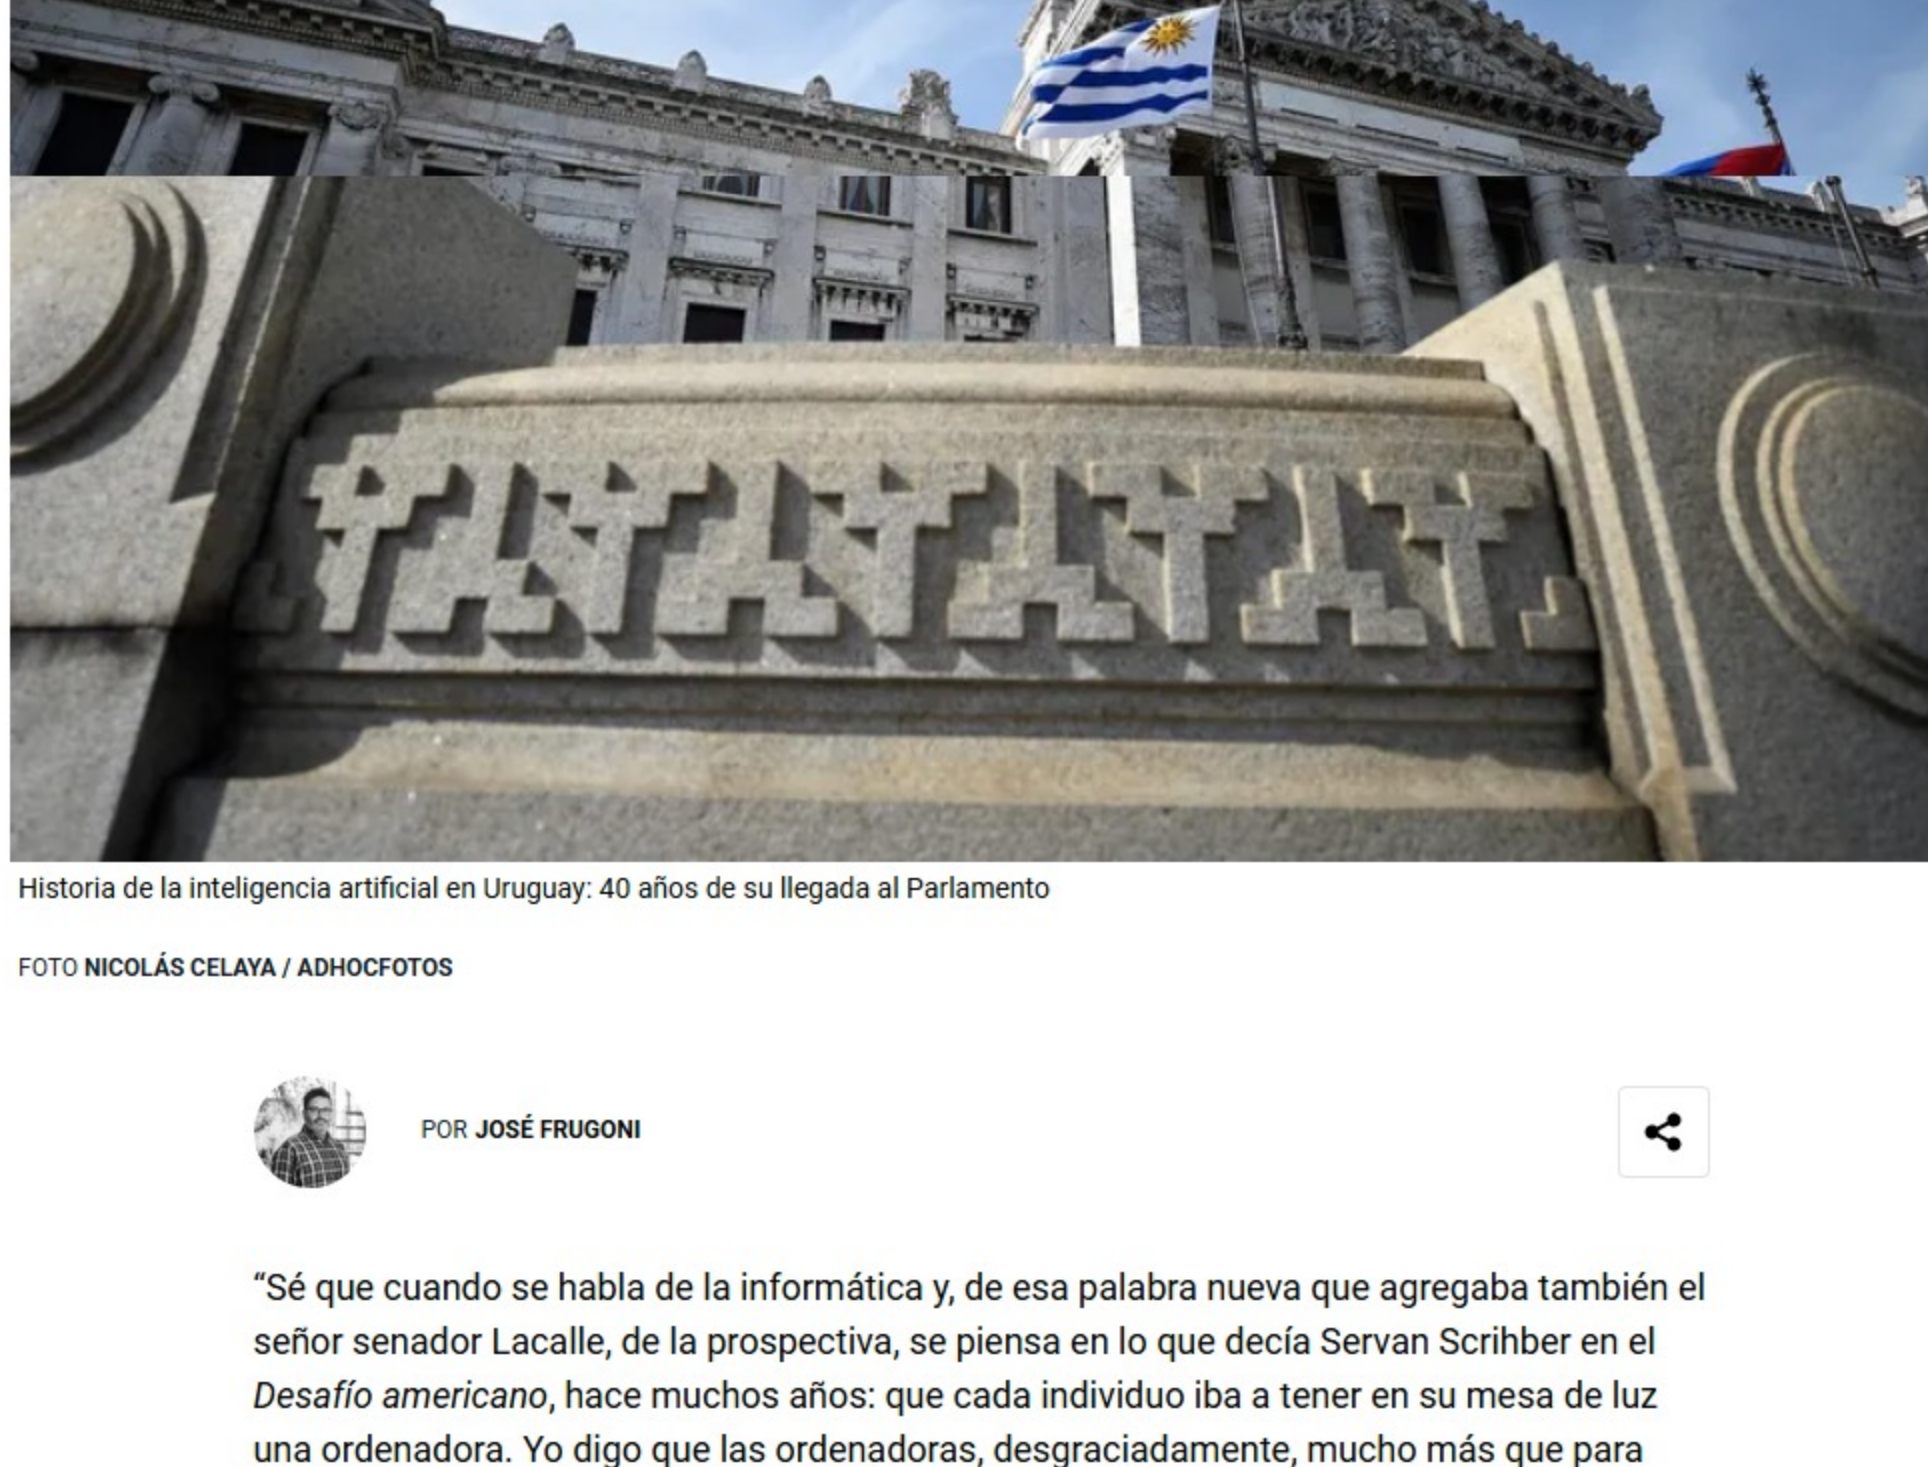 Historia de la inteligencia artificial en Uruguay: 40 años de su llegada al Parlamento
FOTO NICOLÁS CELAYA / ADHOCFOTOS
POR JOSÉ FRUGONI
“Sé que cuando se habla de la informática y, de esa palabra nueva que agregaba también el
señor senador Lacalle, de la prospectiva, se piensa en lo que decía Servan Scrihber en el
Desafío americano, hace muchos años: que cada individuo iba a tener en su mesa de luz
una ordenadora. Yo digo que las ordenadoras, desgraciadamente, mucho más que para